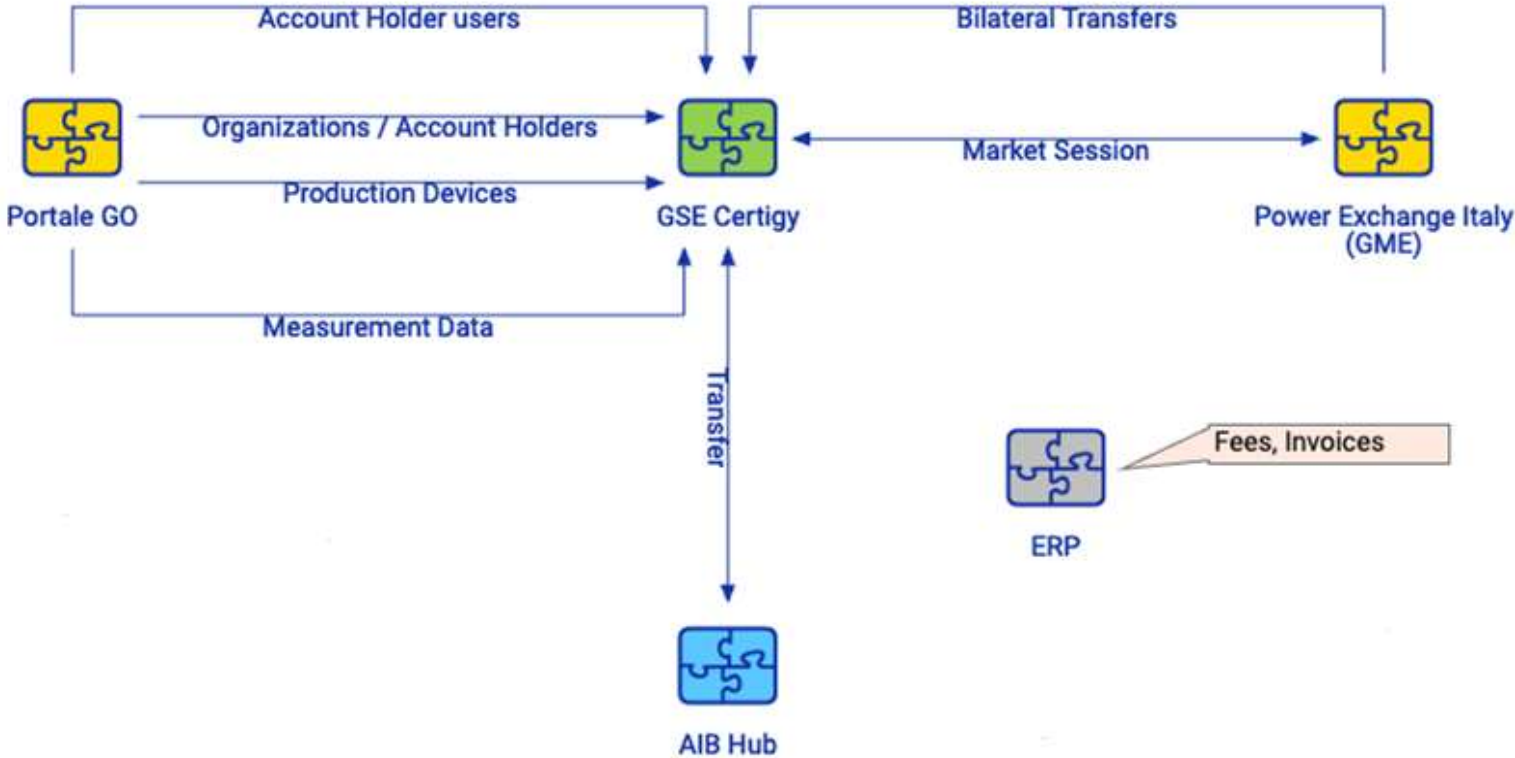 Account Holder users
Bilateral Transfers
Organizations / Account Holders
Market Session
Production Devices
Portale GO
GSE Certigy
Power Exchange Italy
(GME)
Measurement Data
Transfer
Fees, Invoices
ERP
AIB Hub